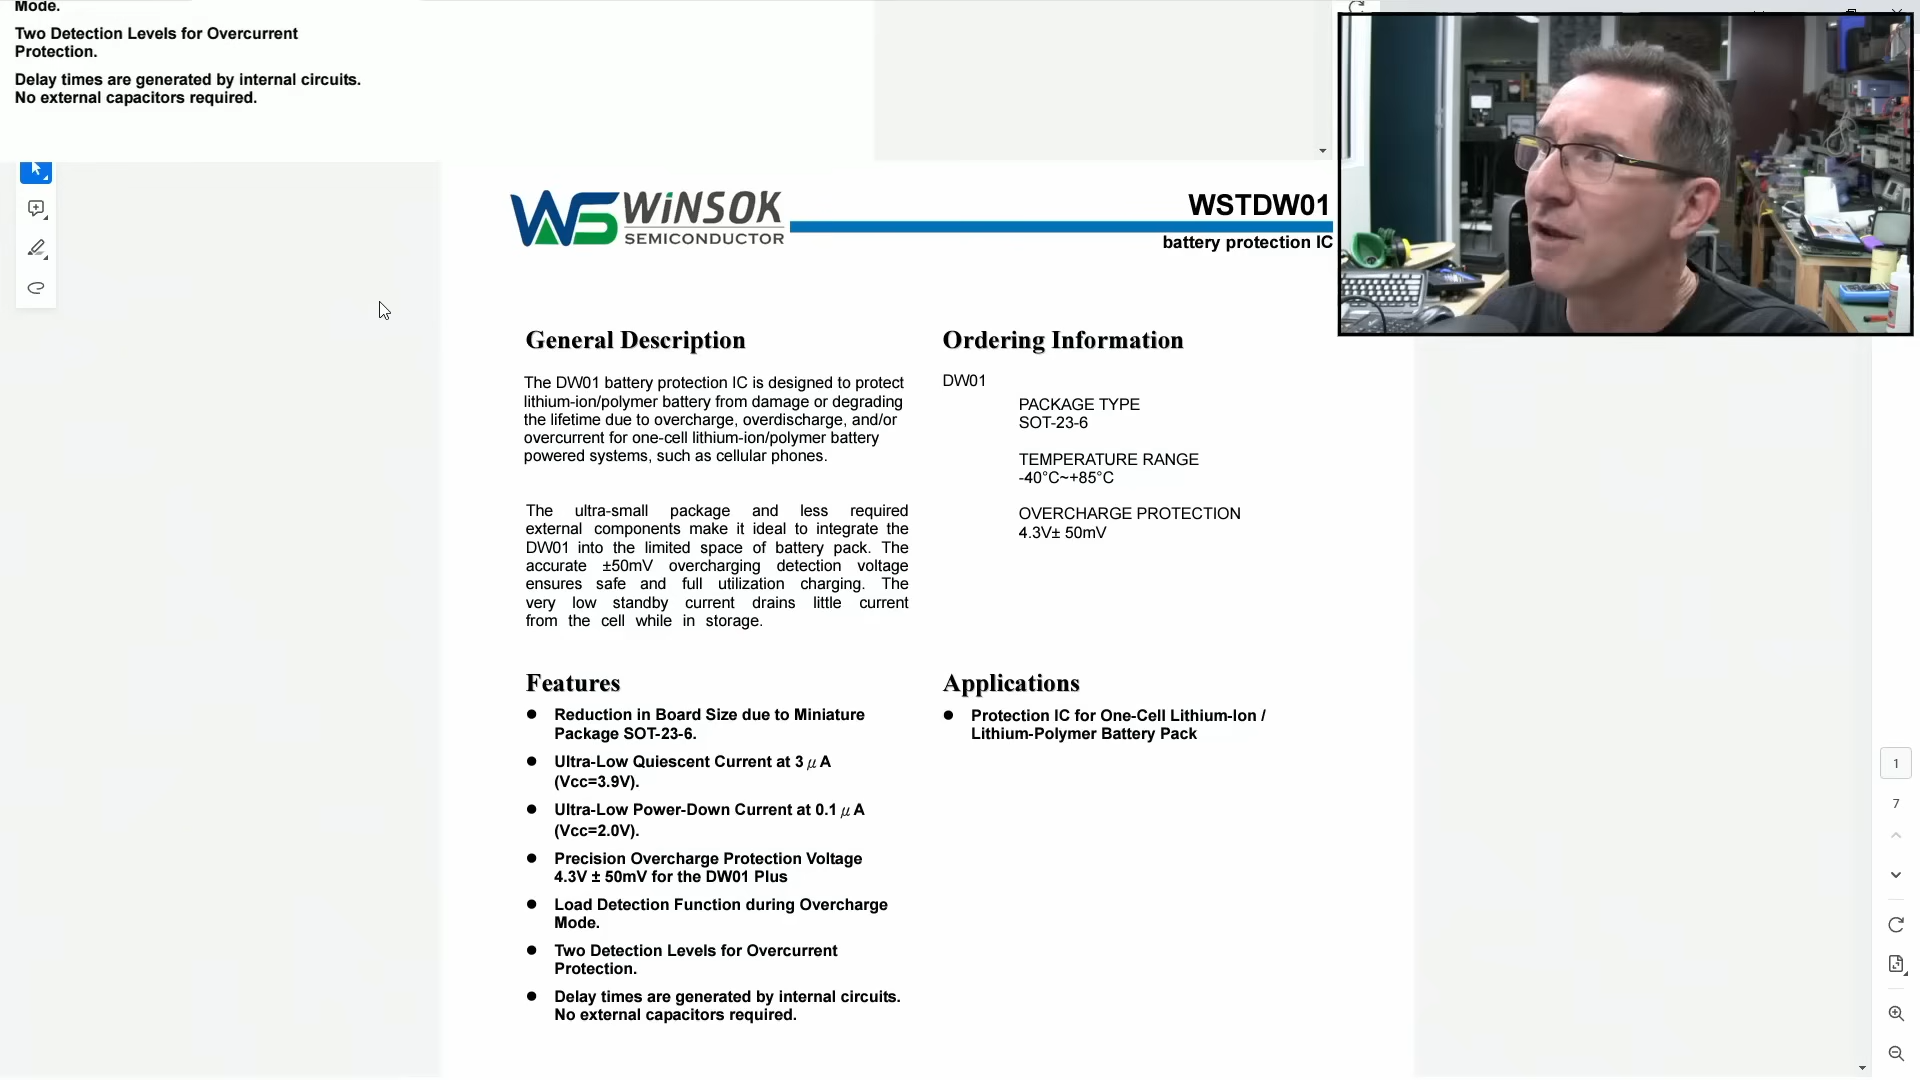 Mode.
Two Detection Levels for Overcurrent
Protection.
Delay times are generated by internal circuits.
No external capacitors required.
WS WINSOK
SEMICONDUCTOR
WSTDW01
battery protection IC
General Description
The DW01 battery protection IC is designed to protect
lithium-ion/polymer battery from damage or degrading
the lifetime due to overcharge, overdischarge, and/or
overcurrent for one-cell lithium-ion/polymer battery
powered systems, such as cellular phones.
The ultra-small package and less required
external components make it ideal to integrate the
DW01 into the limited space of battery pack. The
accurate ±50mV overcharging detection voltage
ensures safe and full utilization charging. The
very low standby current drains little current
from the cell while in storage.
Features
● Reduction in Board Size due to Miniature
Package SOT-23-6.
● Ultra-Low Quiescent Current at 3 μ A
(Vcc=3.9V).
● Ultra-Low Power-Down Current at 0.1 μ A
(Vcc=2.0V).
● Precision Overcharge Protection Voltage
4.3V ± 50mV for the DW01 Plus
● Load Detection Function during Overcharge
Mode.
● Two Detection Levels for Overcurrent
Protection.
● Delay times are generated by internal circuits.
No external capacitors required.
Ordering Information
DW01
PACKAGE TYPE
SOT-23-6
TEMPERATURE RANGE
-40°C~+85°C
OVERCHARGE PROTECTION
4.3V± 50mV
Applications
● Protection IC for One-Cell Lithium-Ion /
Lithium-Polymer Battery Pack
1
7